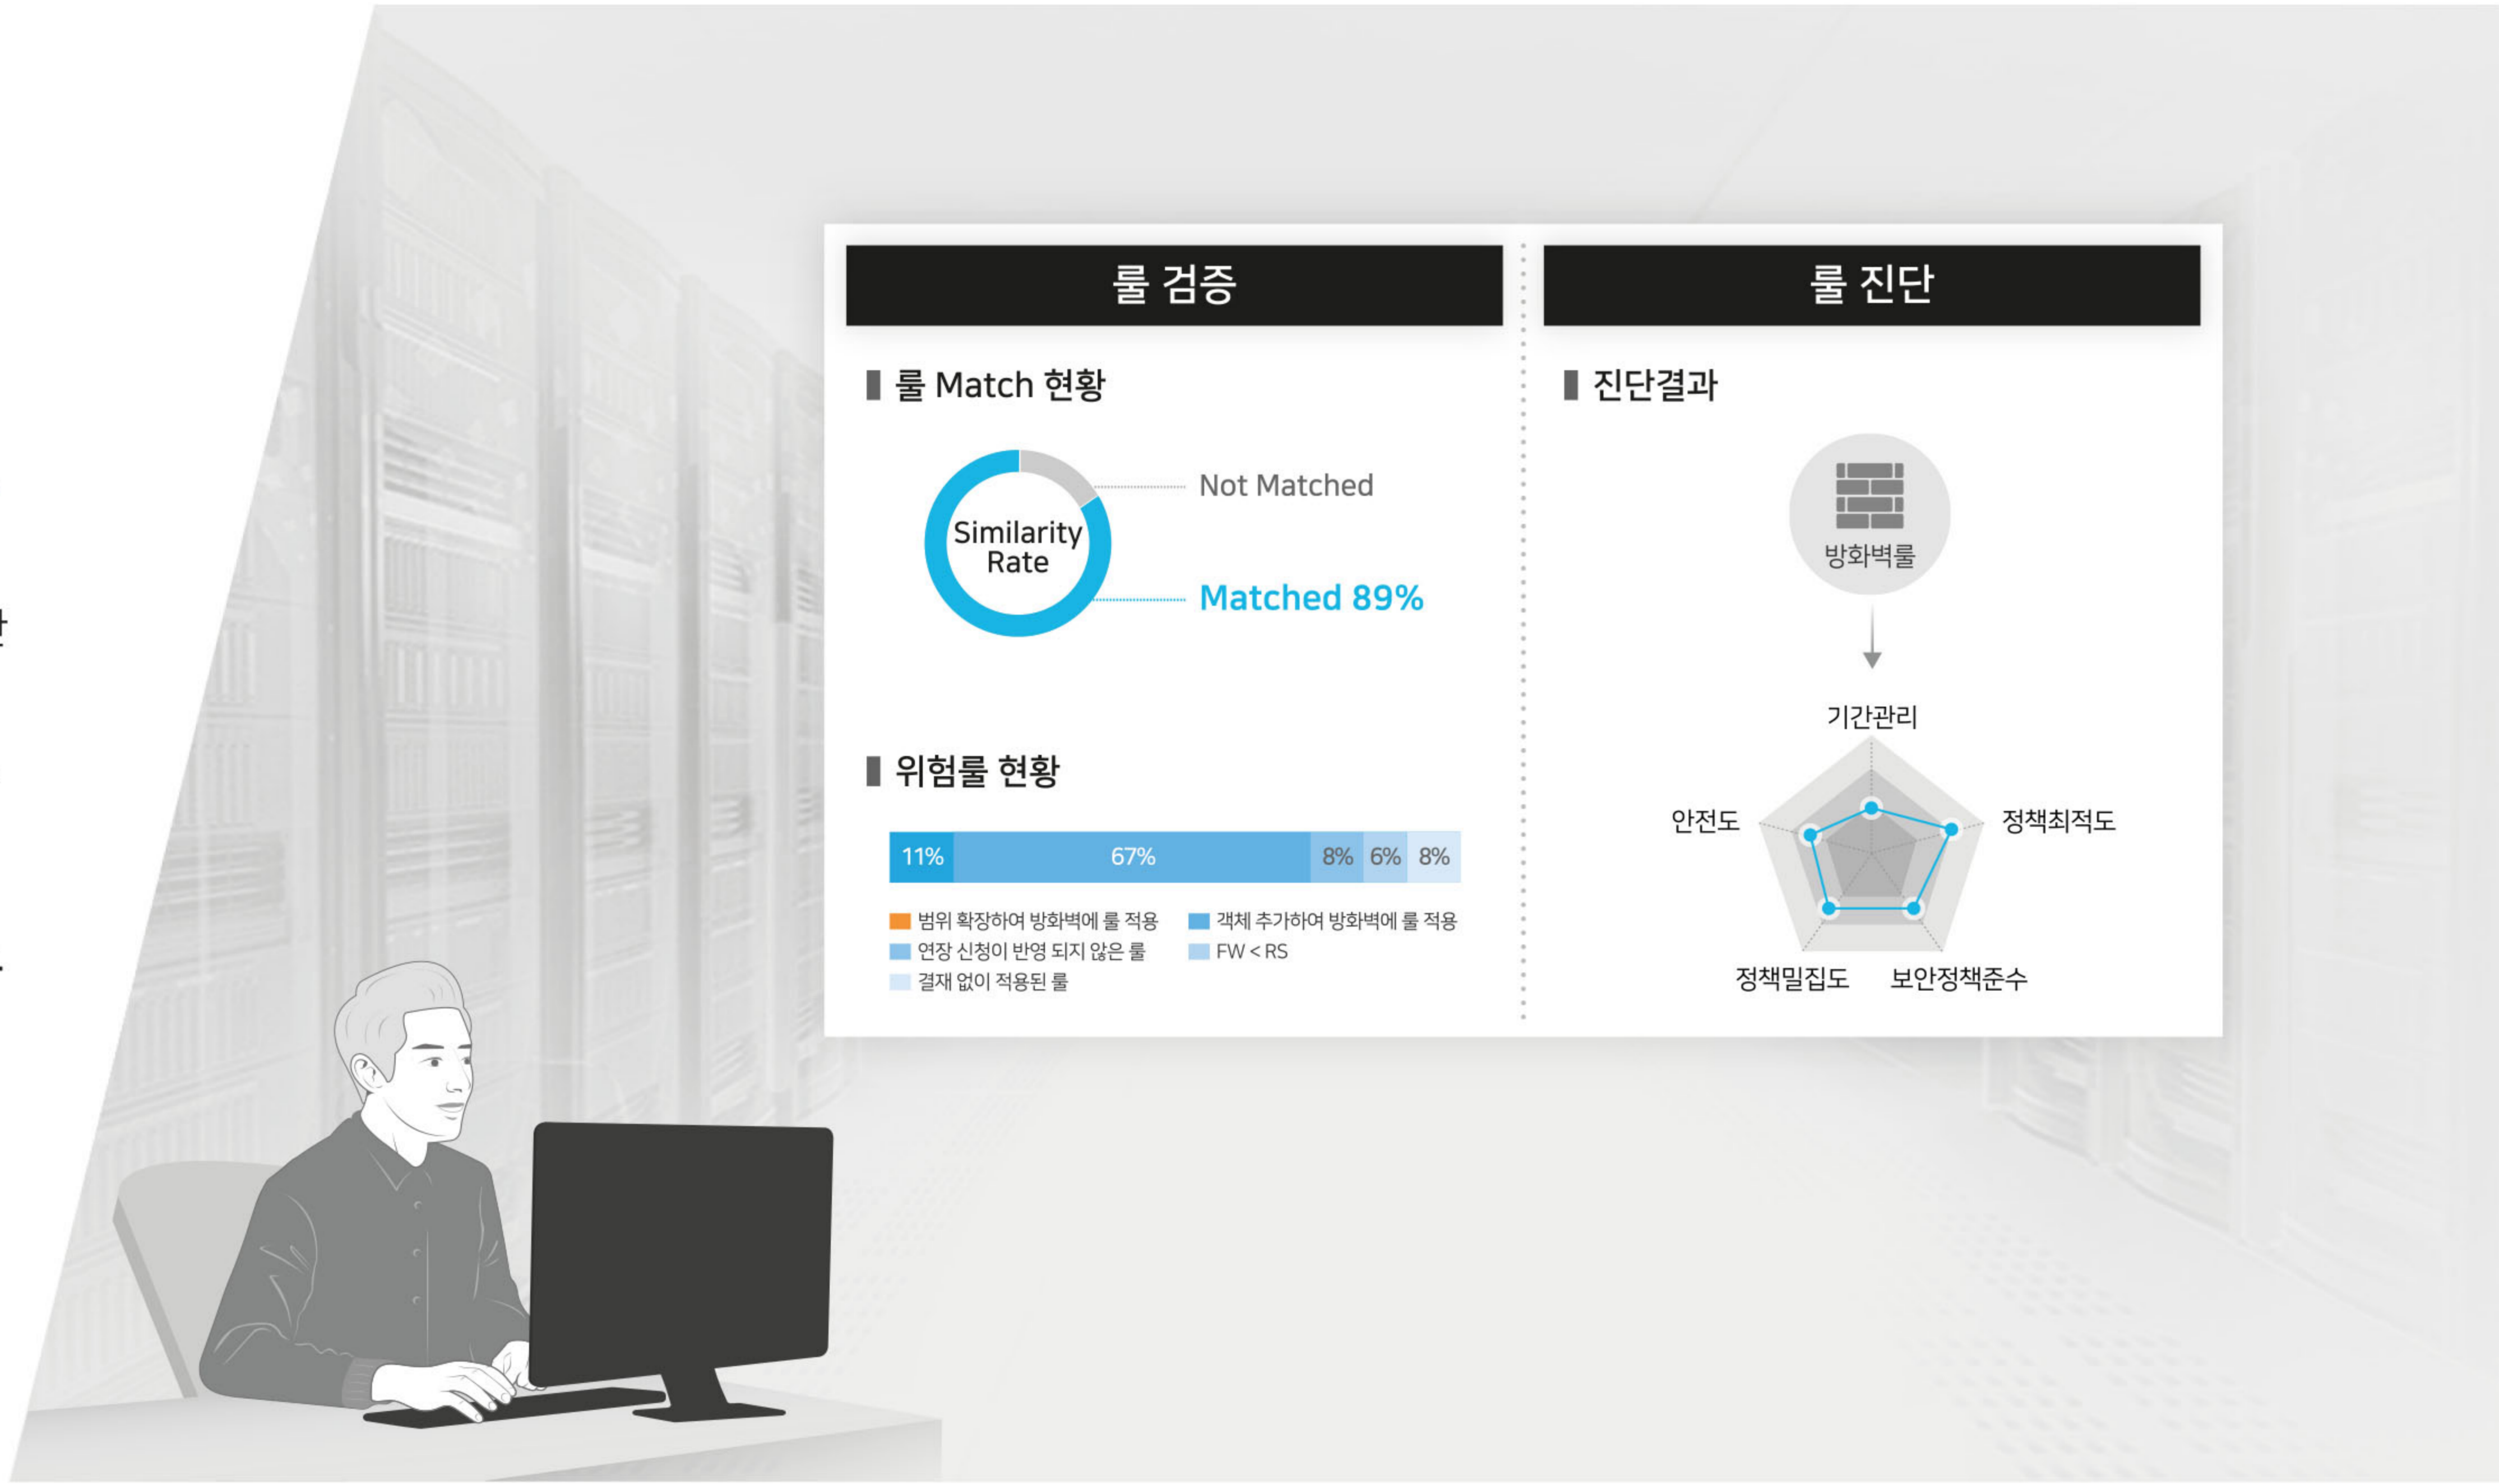 룰 검증
룰 Match 현황
Similarity
Rate
Not Matched
Matched 89%
위험룰 현황
11% 67% 8% 6% 8%
범위 확장하여 방화벽에 룰 적용
객체 추가하여 방화벽에 룰 적용
연장 신청이 반영 되지 않은 룰
FW < RS
결재 없이 적용된 룰
룰 진단
진단결과
방화벽룰
기간관리
안전도
정책최적도
정책밀집도
보안정책준수